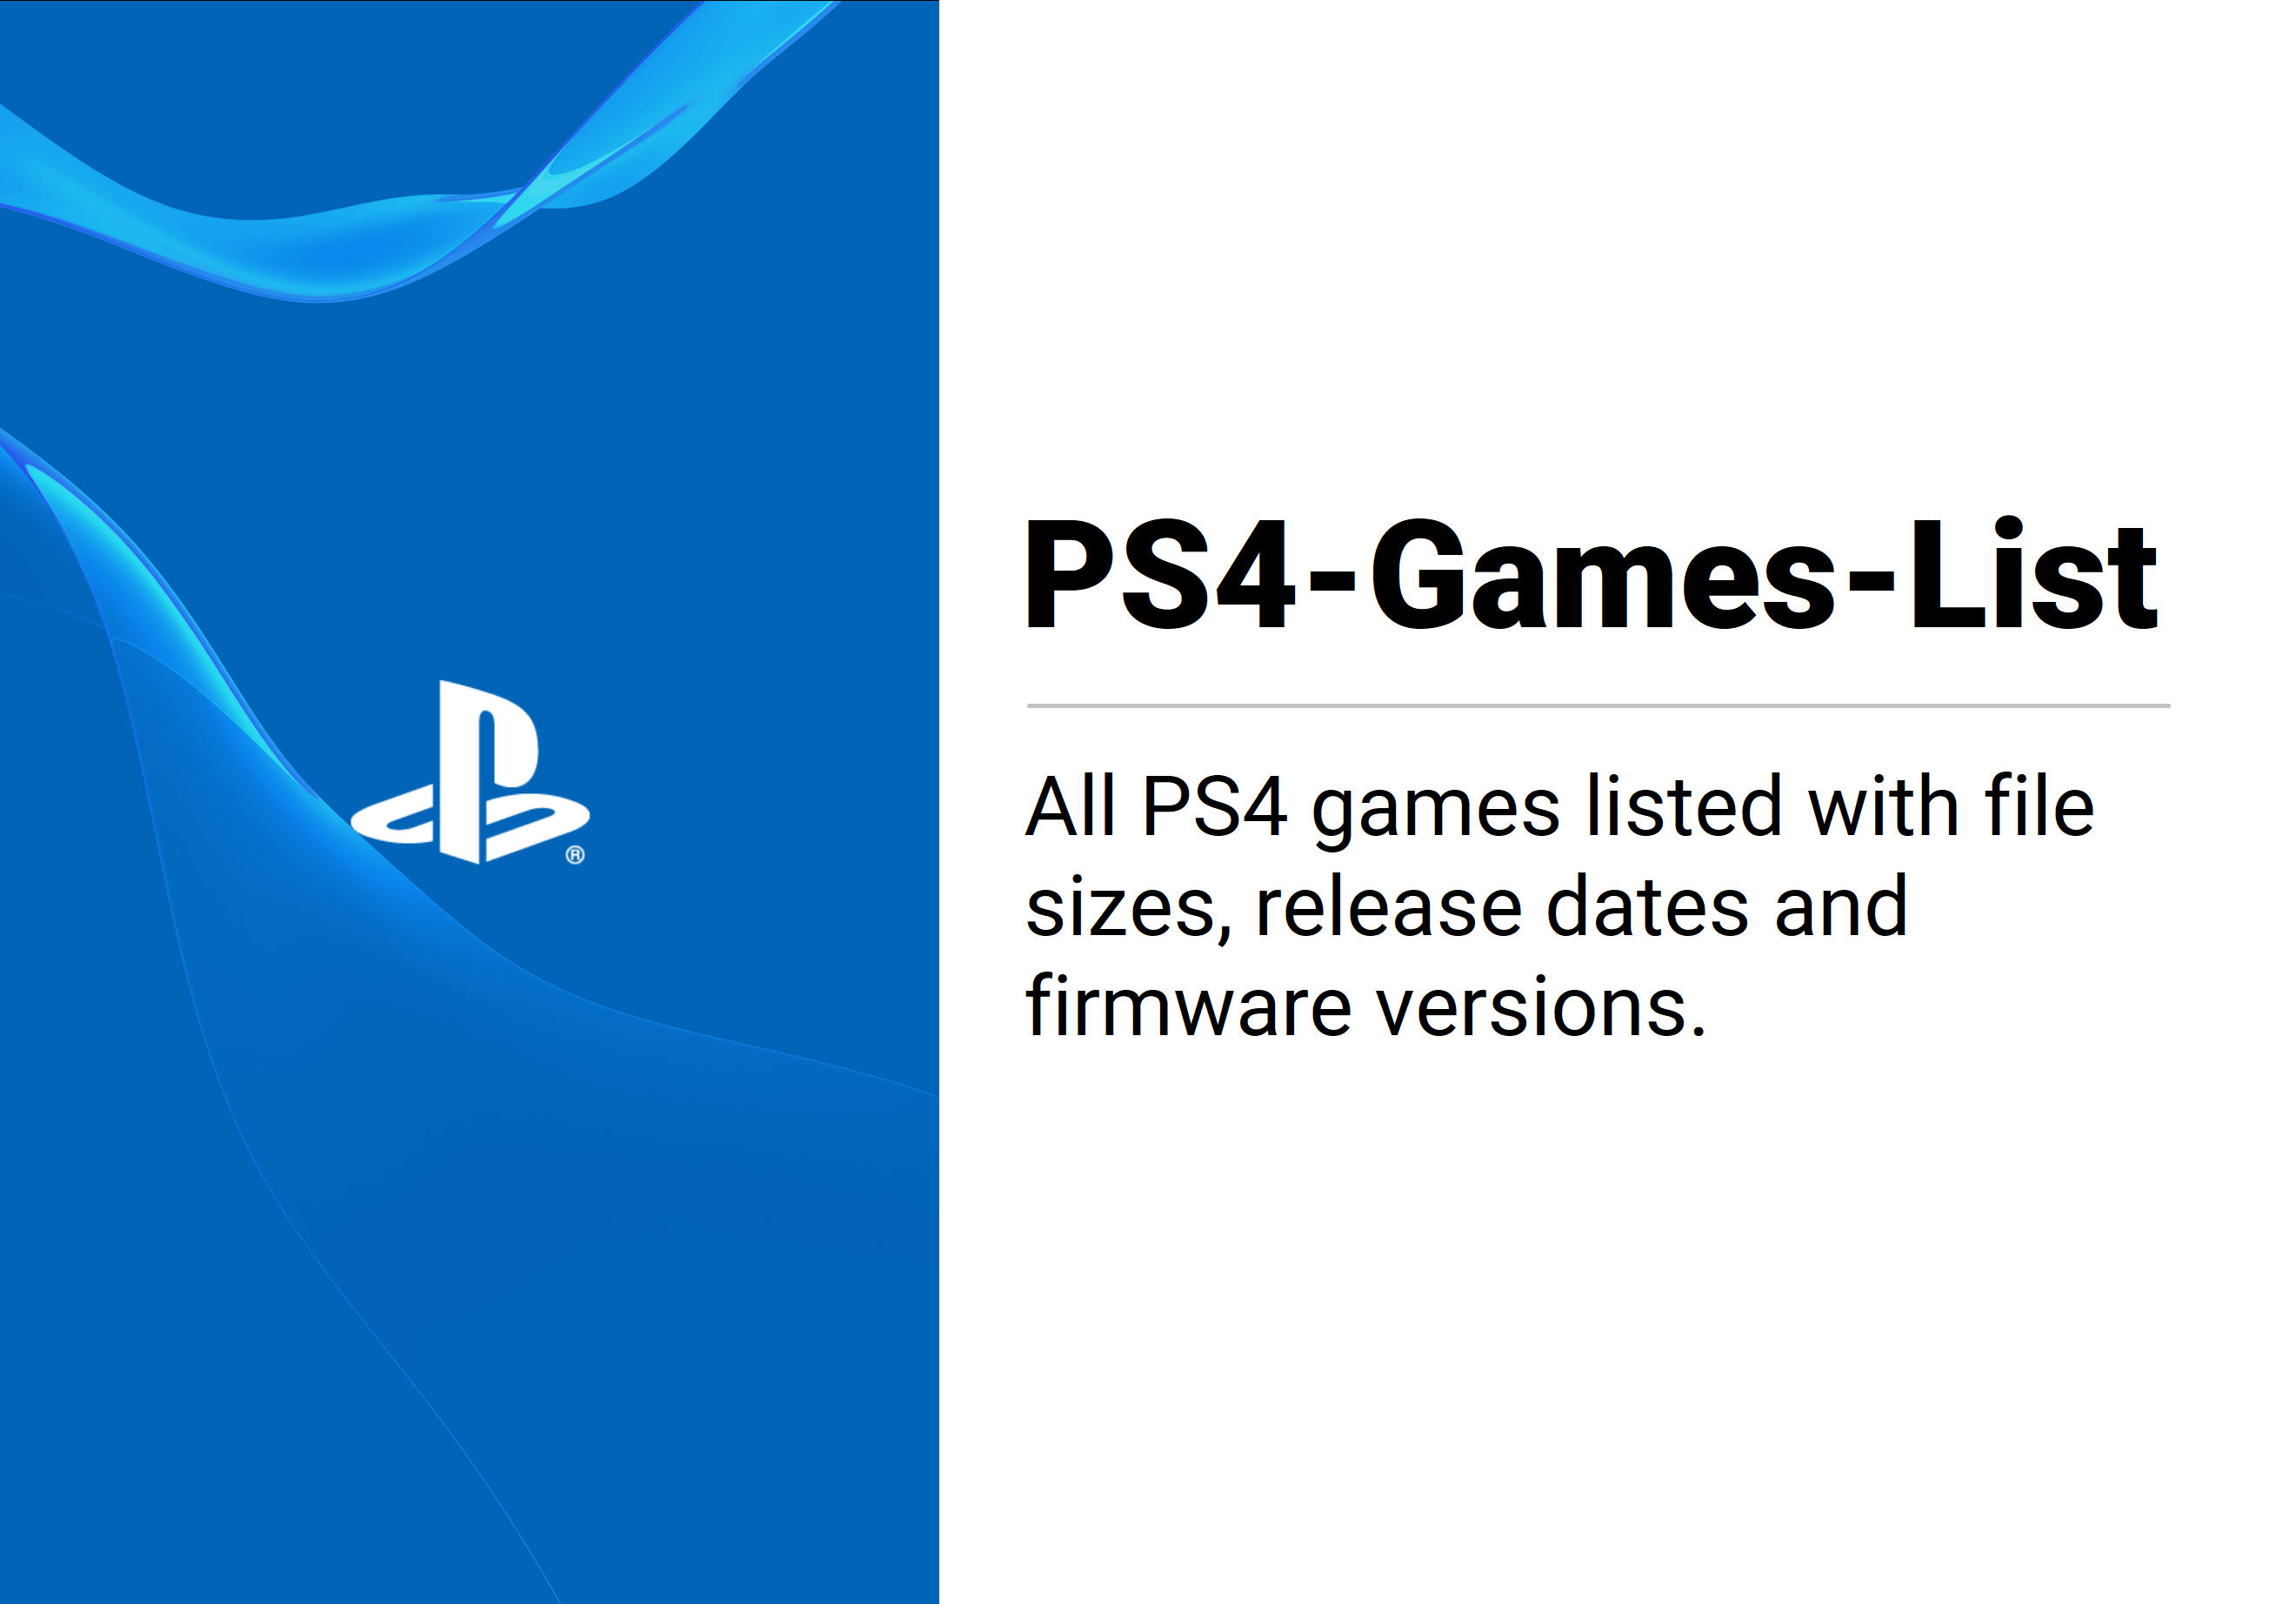 PS4-Games-List
All PS4 games listed with file
sizes, release dates and
firmware versions.
®